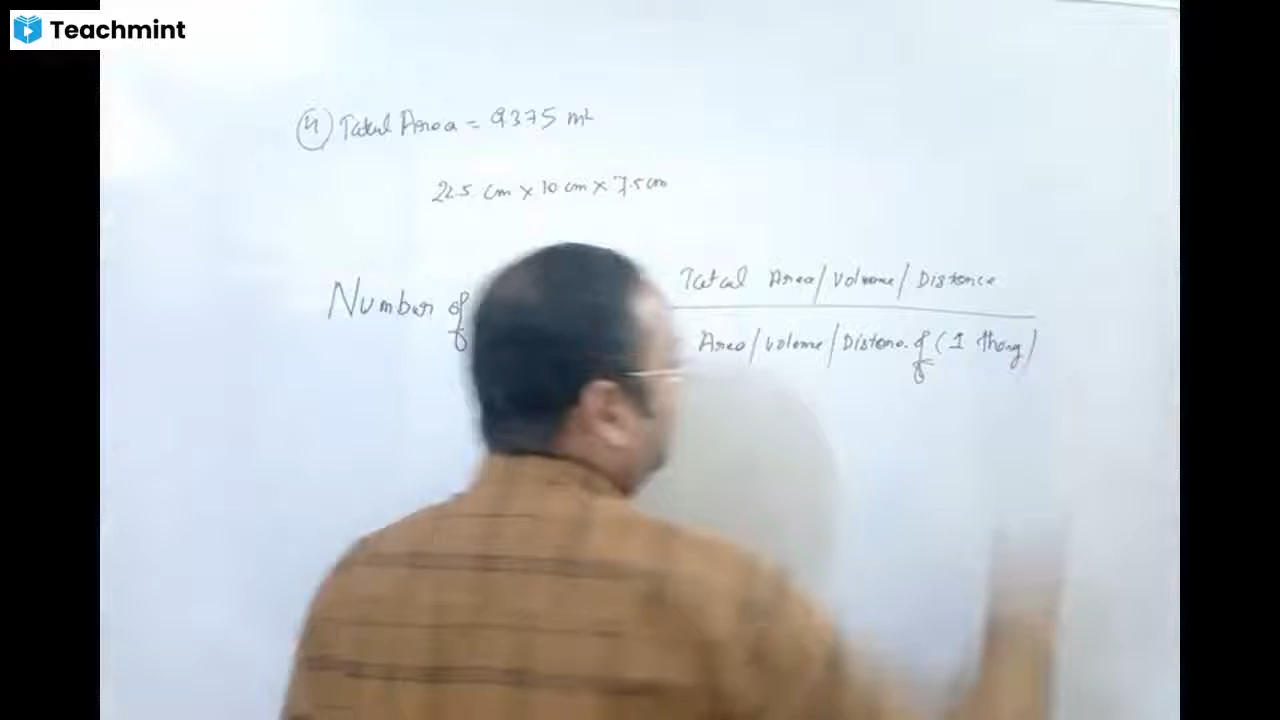 Teachmint
4 Total Area = 9375 m²
22.5 cm × 10 cm × 7.5 cm
Number of
Total Area/Volume/Distance
Area/Volume/Distance of (1 thing)